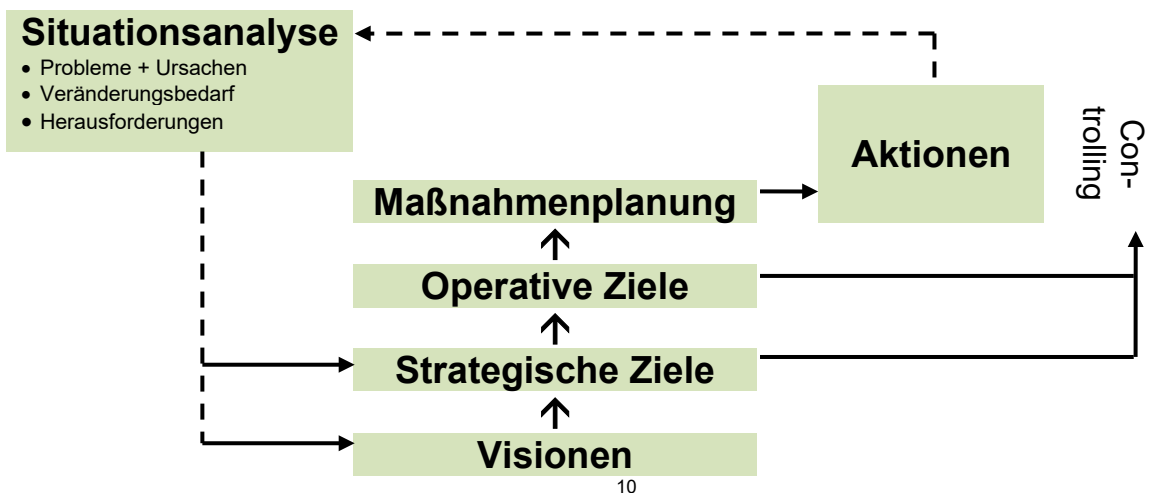 Situationsanalyse
• Probleme + Ursachen
• Veränderungsbedarf
• Herausforderungen
Aktionen
Con-
trolling
Maßnahmenplanung
Operative Ziele
Strategische Ziele
Visionen
10